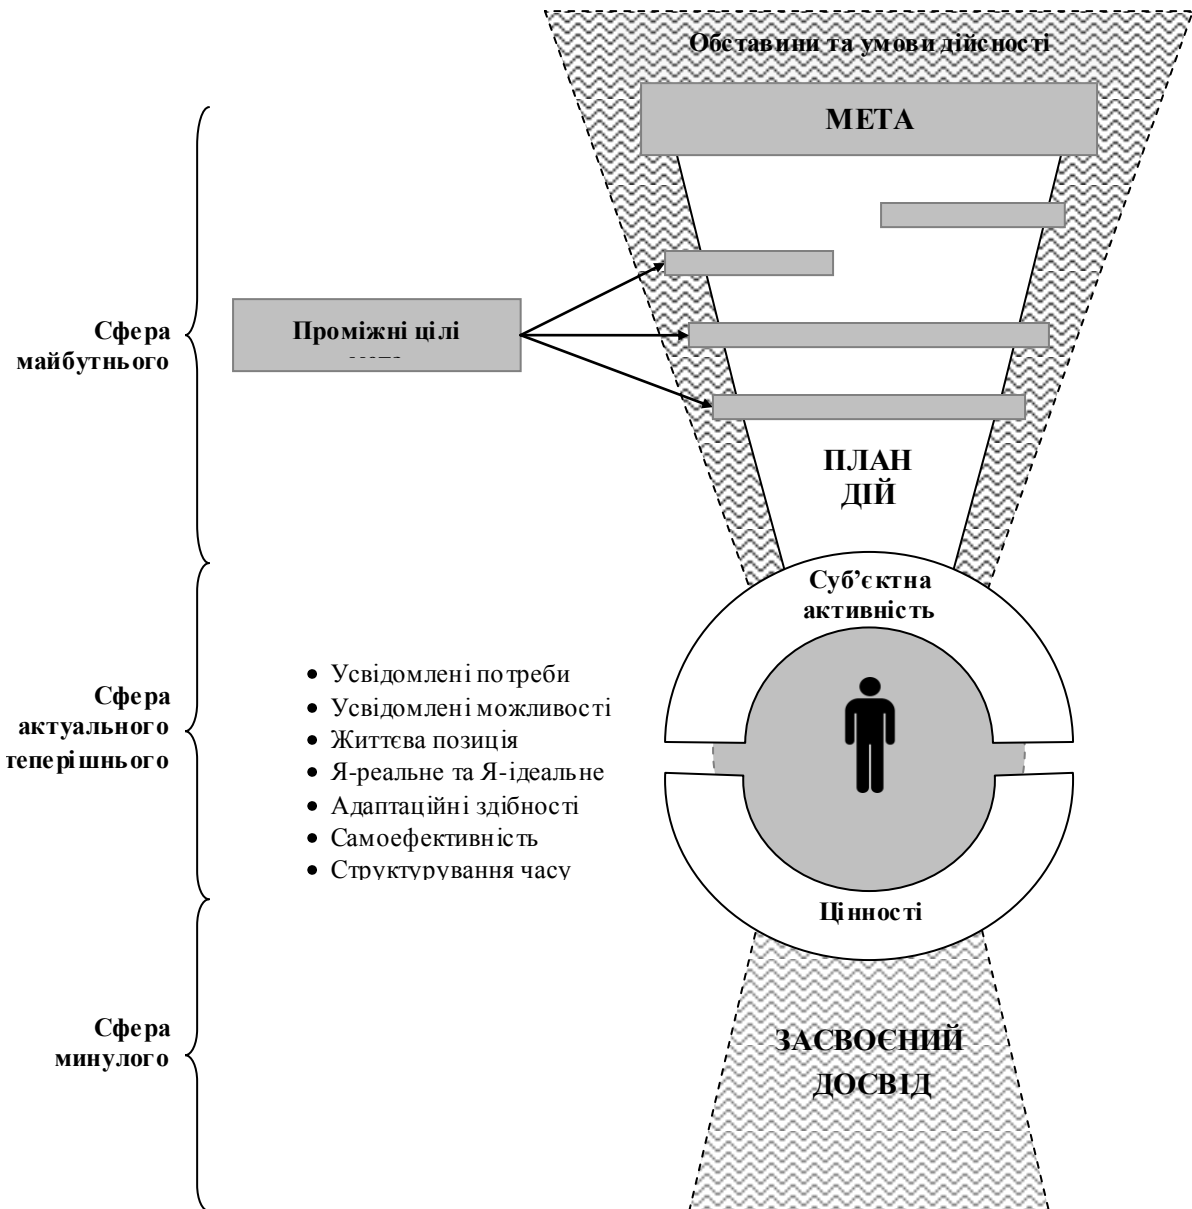 Обставини та умови дійсності
МЕТА
Проміжні цілі
Сфера
майбутнього
ПЛАН
ДІЙ
Суб’єктна
активність
Усвідомлені потреби
Усвідомлені можливості
Життєва позиція
Я-реальне та Я-ідеальне
Адаптаційні здібності
Самоефективність
Структурування часу
Сфера
актуального
теперішнього
Цінності
Сфера
минулого
ЗАСВОЄНИЙ
ДОСВІД